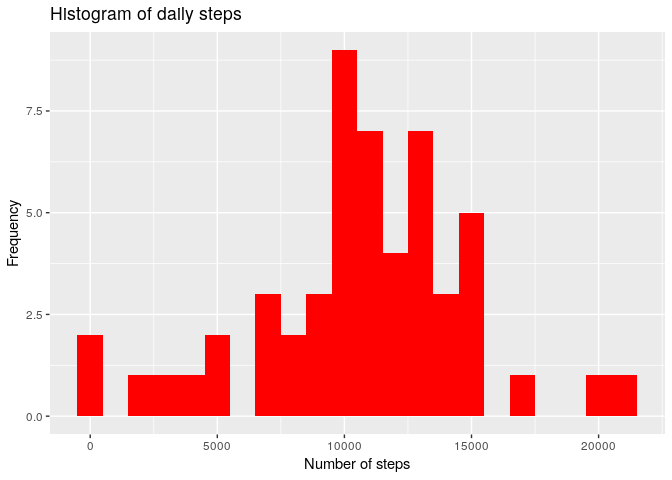 Histogram of daily steps
7.5
5.0
2.5
0.0
Frequency
0 5000 10000 15000 20000
Number of steps